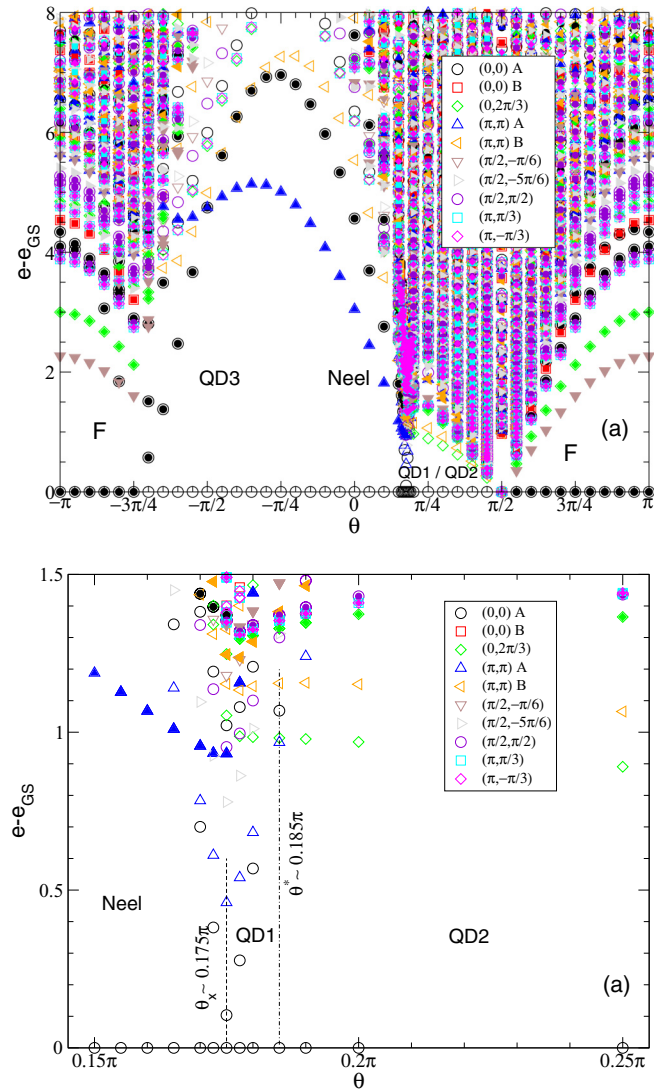 8
6
4
2
0
e-e_GS
(0,0) A
(0,0) B
(0,2π/3)
(π,π) A
(π,π) B
(π/2,−π/6)
(π/2,−5π/6)
(π/2,π/2)
(π,π/3)
(π,−π/3)
QD3
Neel
F
F
(a)
QD1 / QD2
−π
−3π/4
−π/2
−π/4
0
π/4
π/2
3π/4
π
θ
1.5
1
0.5
0
e-e_GS
(0,0) A
(0,0) B
(0,2π/3)
(π,π) A
(π,π) B
(π/2,−π/6)
(π/2,−5π/6)
(π/2,π/2)
(π,π/3)
(π,−π/3)
θ* ~ 0.185π
θ_x ~ 0.175π
Neel
QD1
QD2
(a)
0.15π
0.2π
0.25π
θ